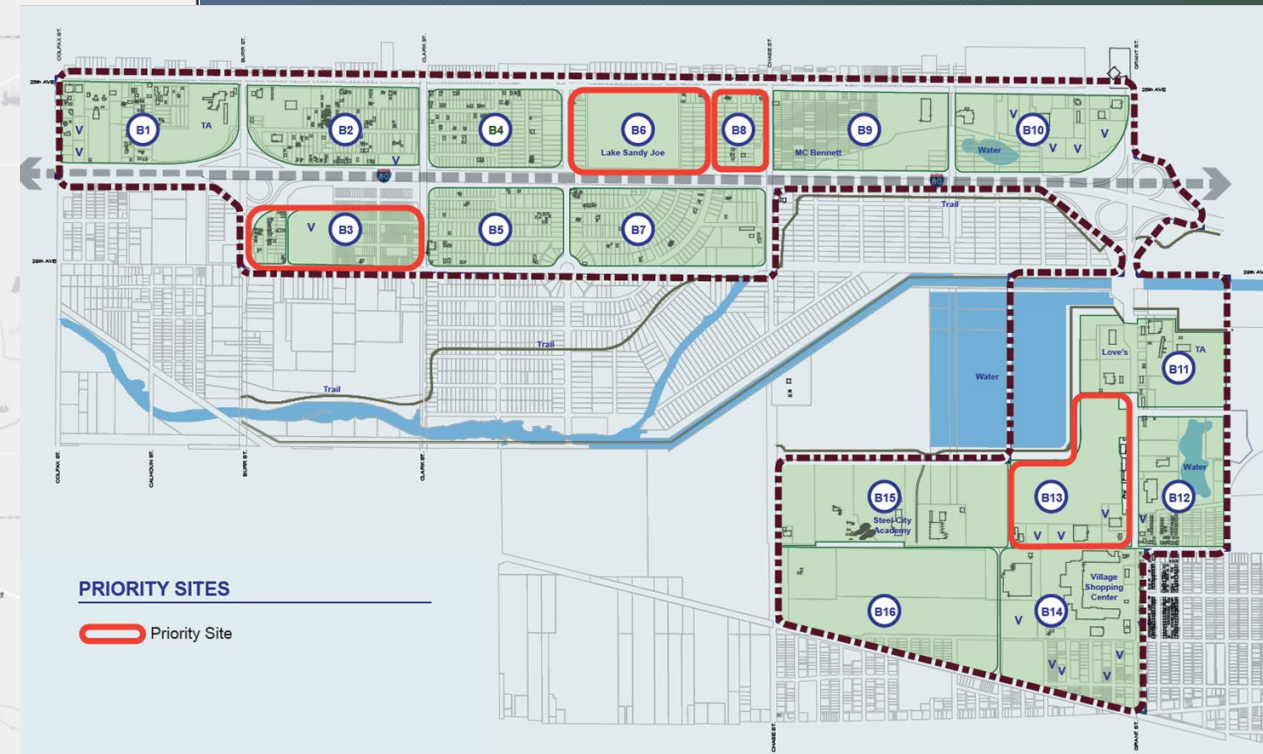 COLFAX ST.
BURR ST.
CLARK ST.
CHASE ST.
GRANT ST.
25th AVE
25th AVE
V
V
B1
TA
B2
V
B4
B6
Lake Sandy Joe
B8
B9
MC Bennett
B10
Water
V
V
V
V
80
80
Trail
V
B3
B5
B7
29th AVE
29th AV
Trail
Trail
Water
Love's
TA
B11
Water
B12
V
COLFAX ST.
CALHOUN ST.
BURR ST.
CLARK ST.
B15
Steel City
Academy
B13
V
V
V
Village
Shopping
Center
B16
V
B14
V
V
V
V
PRIORITY SITES
Priority Site
CHASE ST.
GRANT ST.